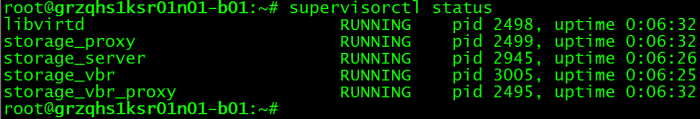 root@grzqhs1ksr01n01-b01:~# supervisorctl status
libvirtd                         RUNNING   pid 2498, uptime 0:06:32
storage_proxy                    RUNNING   pid 2499, uptime 0:06:32
storage_server                   RUNNING   pid 2945, uptime 0:06:26
storage_vbr                      RUNNING   pid 3005, uptime 0:06:25
storage_vbr_proxy                RUNNING   pid 2495, uptime 0:06:32
root@grzqhs1ksr01n01-b01:~#